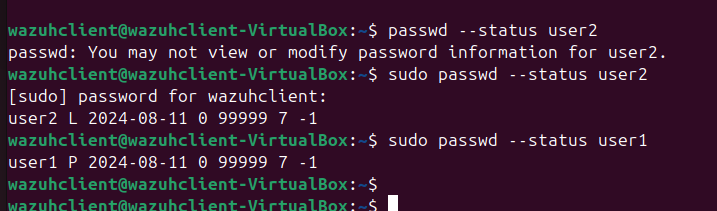 wazuhclient@wazuhclient-VirtualBox:~$ passwd --status user2
passwd: You may not view or modify password information for user2.
wazuhclient@wazuhclient-VirtualBox:~$ sudo passwd --status user2
[sudo] password for wazuhclient:
user2 L 2024-08-11 0 99999 7 -1
wazuhclient@wazuhclient-VirtualBox:~$ sudo passwd --status user1
user1 P 2024-08-11 0 99999 7 -1
wazuhclient@wazuhclient-VirtualBox:~$
wazuhclient@wazuhclient-VirtualBox:~$